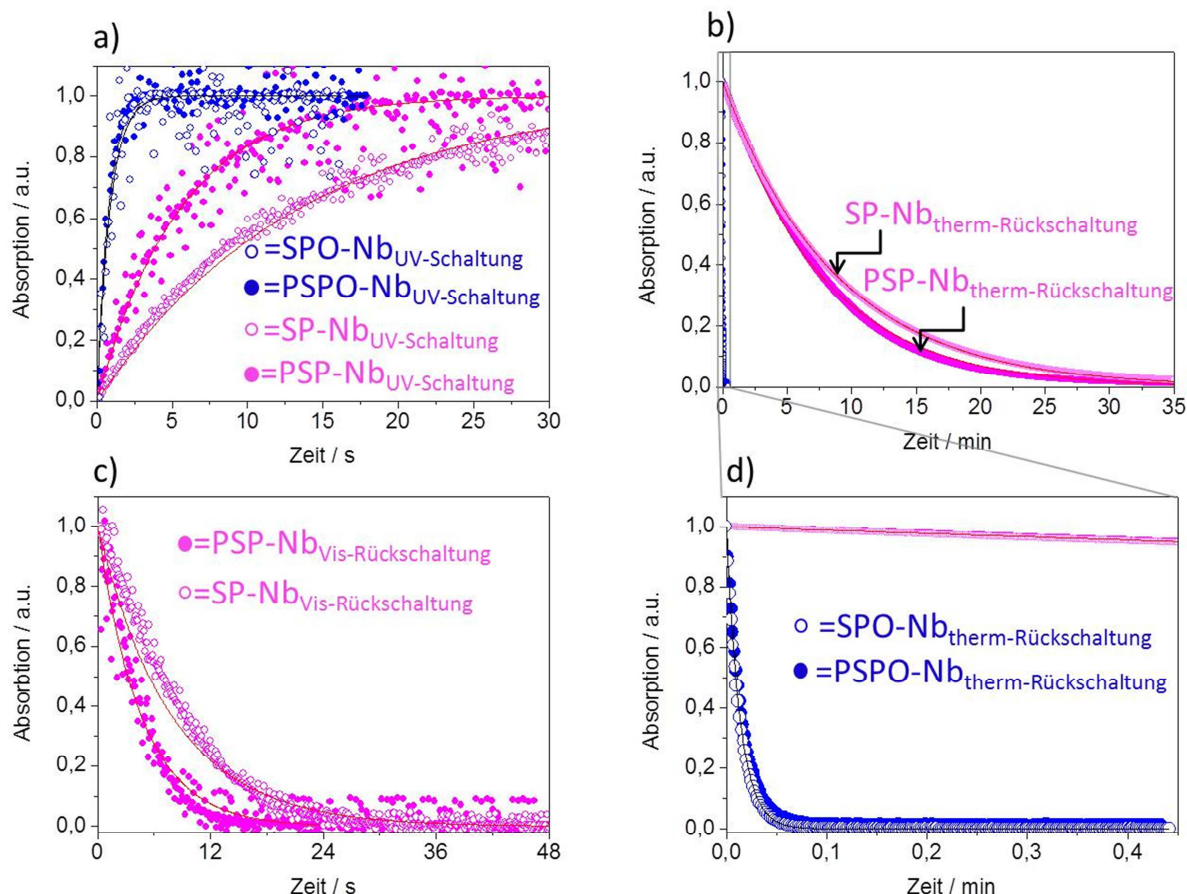 a)
Absorption / a.u.
1,0
0,8
0,6
0,4
0,2
0,0
=SPO-NbUV-Schaltung
=PSPO-NbUV-Schaltung
=SP-NbUV-Schaltung
=PSP-NbUV-Schaltung
0 5 10 15 20 25 30
Zeit / s
b)
Absorption / a.u.
1,0
0,8
0,6
0,4
0,2
0,0
SP-Nbtherm-Rückschaltung
PSP-Nbtherm-Rückschaltung
0 5 10 15 20 25 30 35
Zeit / min
c)
Absorbtion / a.u.
1,0
0,8
0,6
0,4
0,2
0,0
=PSP-NbVis-Rückschaltung
=SP-NbVis-Rückschaltung
0 12 24 36 48
Zeit / s
d)
Absorption / a.u.
1,0
0,8
0,6
0,4
0,2
0,0
=SPO-Nbtherm-Rückschaltung
=PSPO-Nbtherm-Rückschaltung
0,0 0,1 0,2 0,3 0,4
Zeit / min